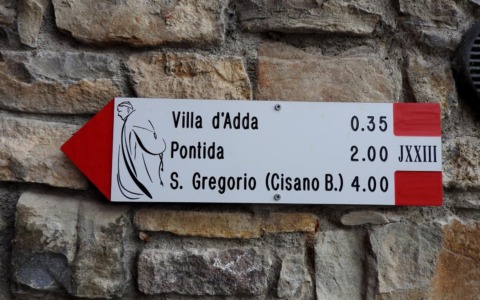 Villa d'Adda 0.35
Pontida 2.00 JXXIII
S. Gregorio (Cisano B.) 4.00